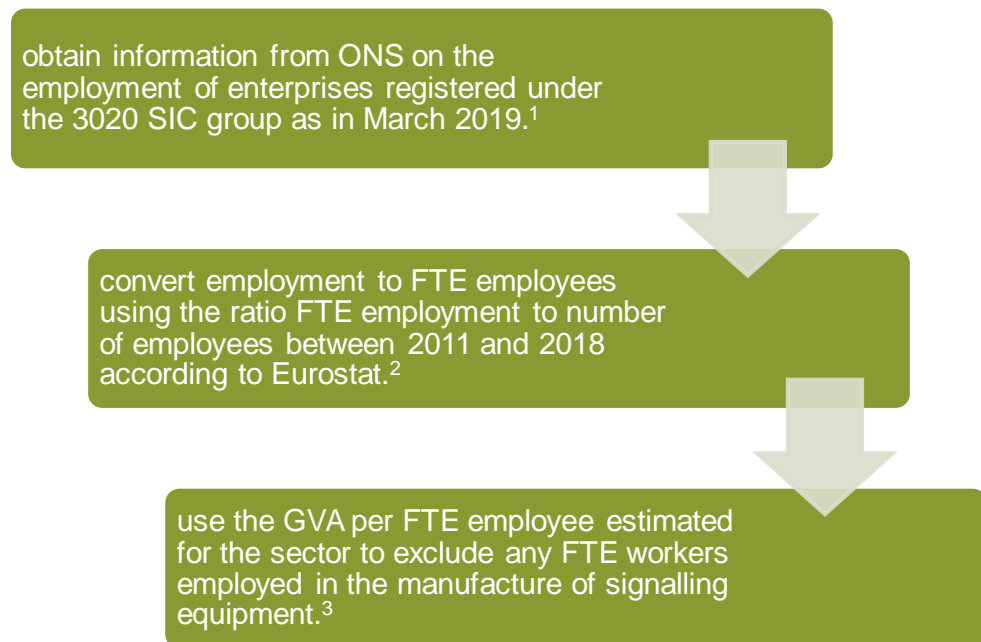 obtain information from ONS on the
employment of enterprises registered under
the 3020 SIC group as in March 2019.¹
convert employment to FTE employees
using the ratio FTE employment to number
of employees between 2011 and 2018
according to Eurostat.²
use the GVA per FTE employee estimated
for the sector to exclude any FTE workers
employed in the manufacture of signalling
equipment.³